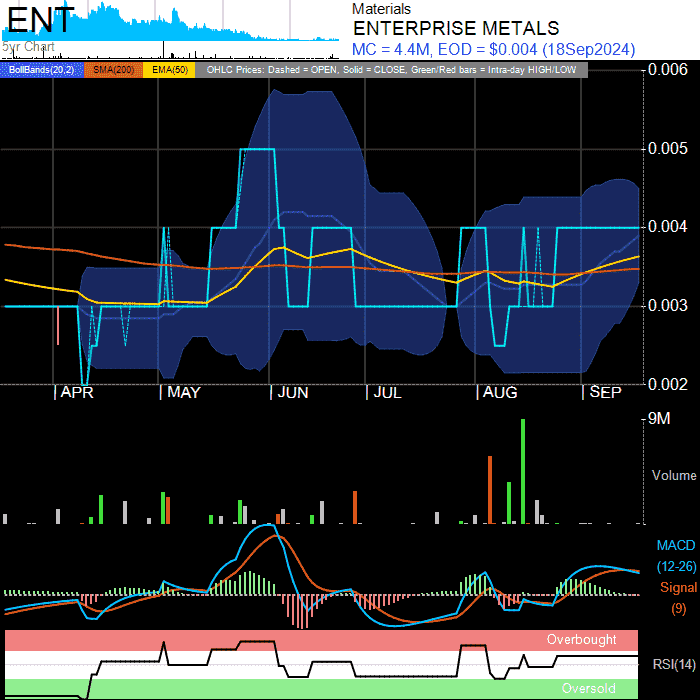 ENT
5yr Chart
Materials
ENTERPRISE METALS
MC = 4.4M, EOD = $0.004 (18Sep2024)
BollBands(20,2) SMA(200) EMA(50) OHLC Prices: Dashed = OPEN, Solid = CLOSE, Green/Red bars = Intra-day HIGH/LOW
0.006
0.005
0.004
0.003
0.002
APR MAY JUN JUL AUG SEP
9M
Volume
MACD
(12-26)
Signal
(9)
Overbought
RSI(14)
Oversold